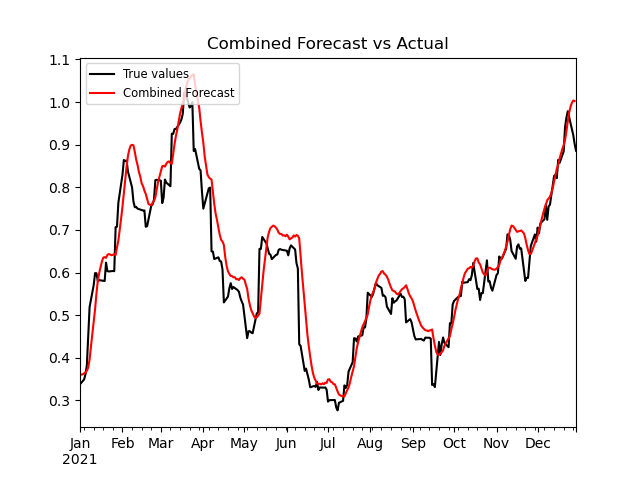 Combined Forecast vs Actual
True values
Combined Forecast
1.1
1.0
0.9
0.8
0.7
0.6
0.5
0.4
0.3
Jan Feb Mar Apr May Jun Jul Aug Sep Oct Nov Dec
2021